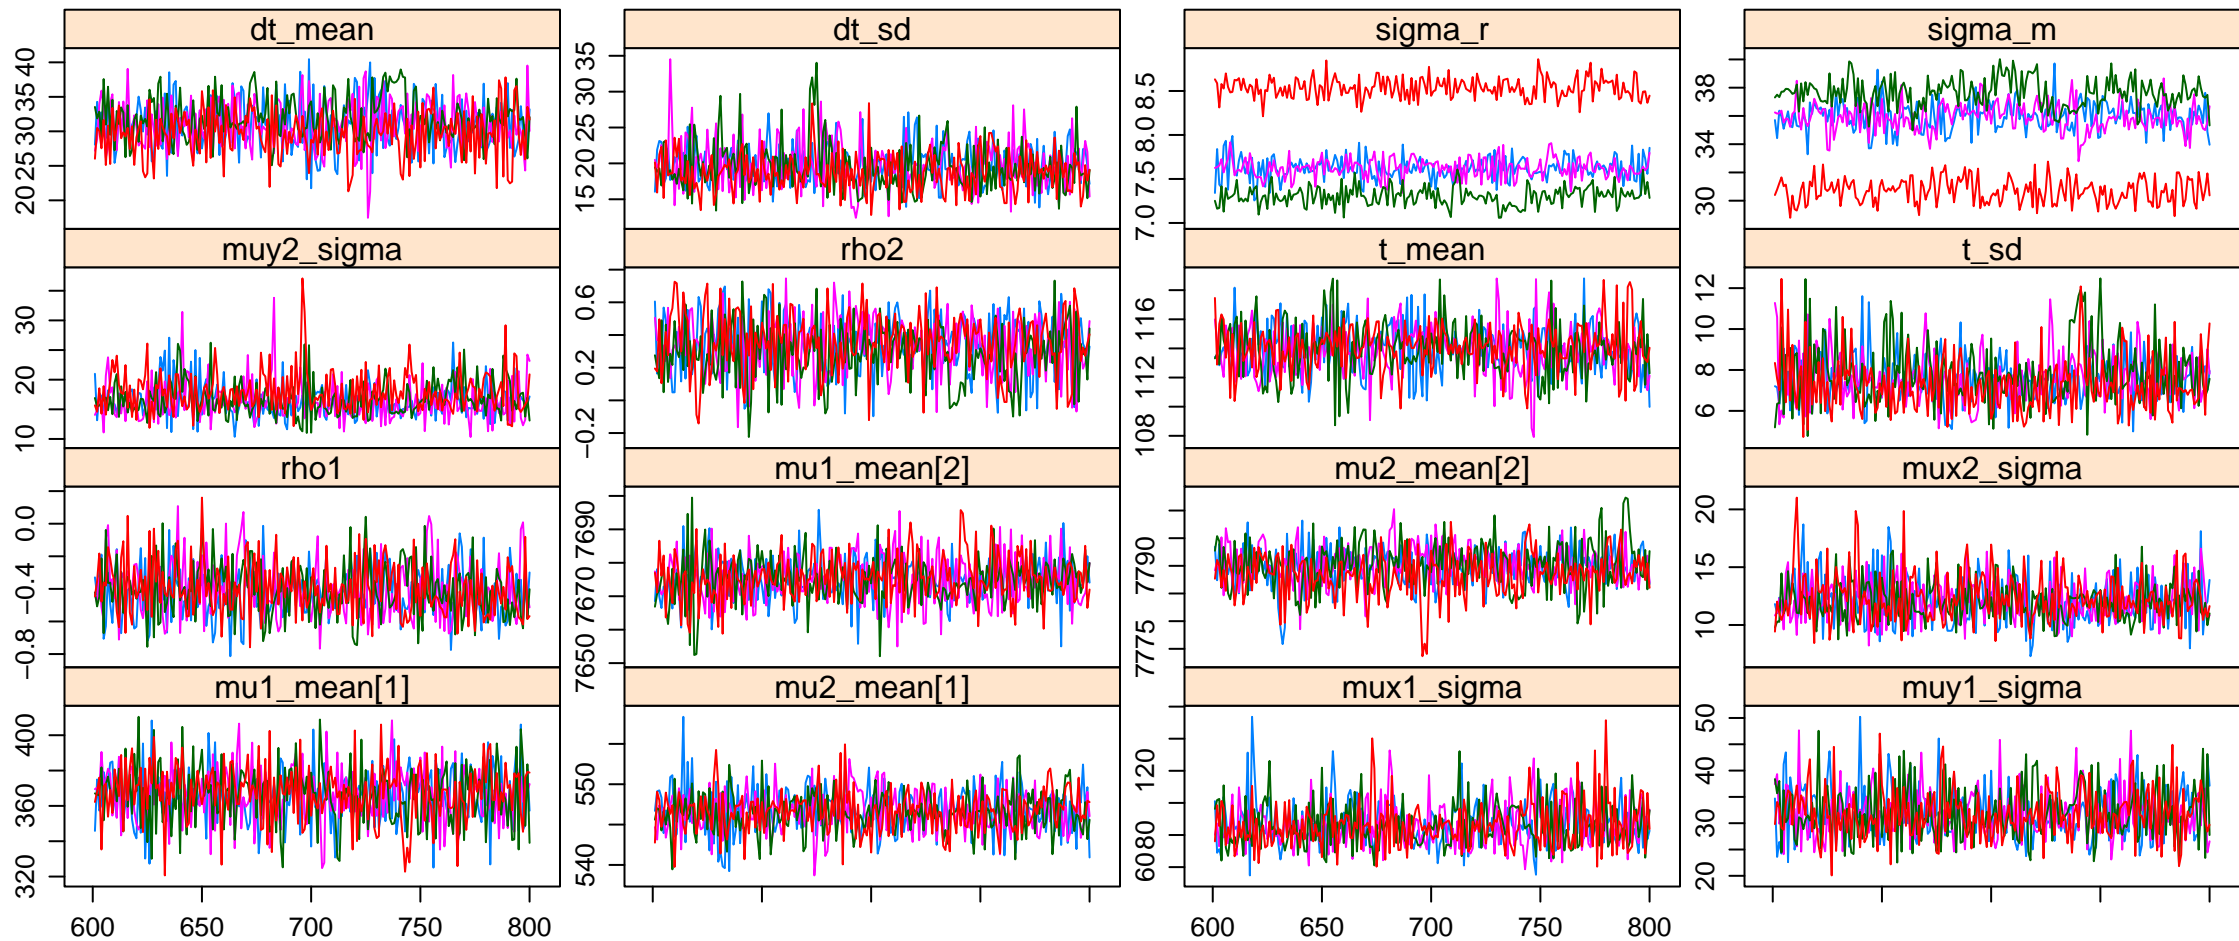 dt_mean
20 25 30 35 40
dt_sd
15 20 25 30 35
sigma_r
7.0 7.5 8.0 8.5
sigma_m
30 34 38
muy2_sigma
10 20 30
rho2
−0.2 0.2 0.6
t_mean
108 112 116
t_sd
6 8 10 12
rho1
−0.8 −0.4 0.0
mu1_mean[2]
7650 7670 7690
mu2_mean[2]
7775 7790
mux2_sigma
10 15 20
mu1_mean[1]
320 360 400
mu2_mean[1]
540 550
mux1_sigma
60 80 120
muy1_sigma
20 30 40 50
600 650 700 750 800
600 650 700 750 800